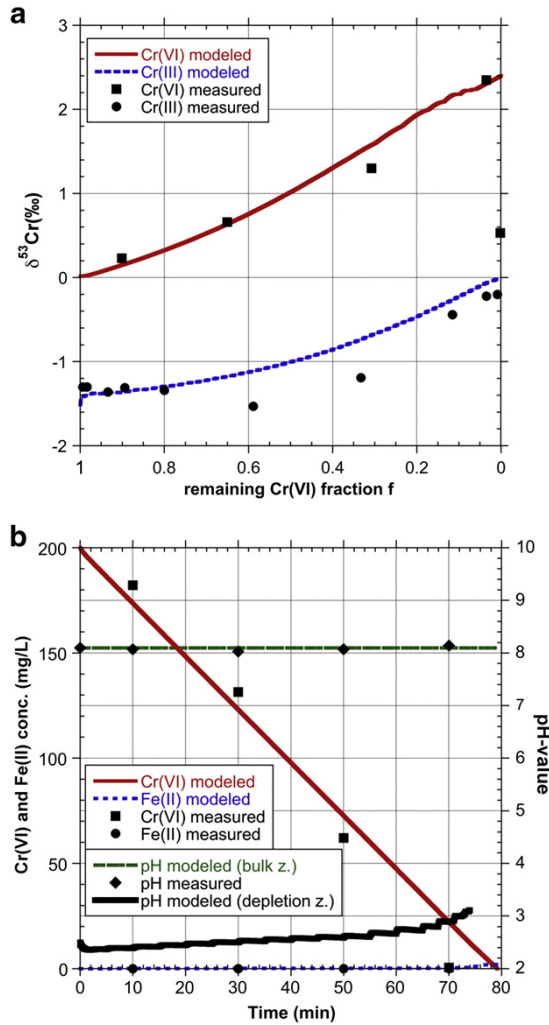 a
3
Cr(VI) modeled
Cr(III) modeled
Cr(VI) measured
Cr(III) measured
2
1
0
-1
-2
δ53Cr(‰)
1 0.8 0.6 0.4 0.2 0
remaining Cr(VI) fraction f
b
200 10
9
150 8
7
100 6
5
50 4
3
0 2
Cr(VI) and Fe(II) conc. (mg/L)
pH-value
Cr(VI) modeled
Fe(II) modeled
Cr(VI) measured
Fe(II) measured
pH modeled (bulk z.)
pH measured
pH modeled (depletion z.)
0 10 20 30 40 50 60 70 80
Time (min)